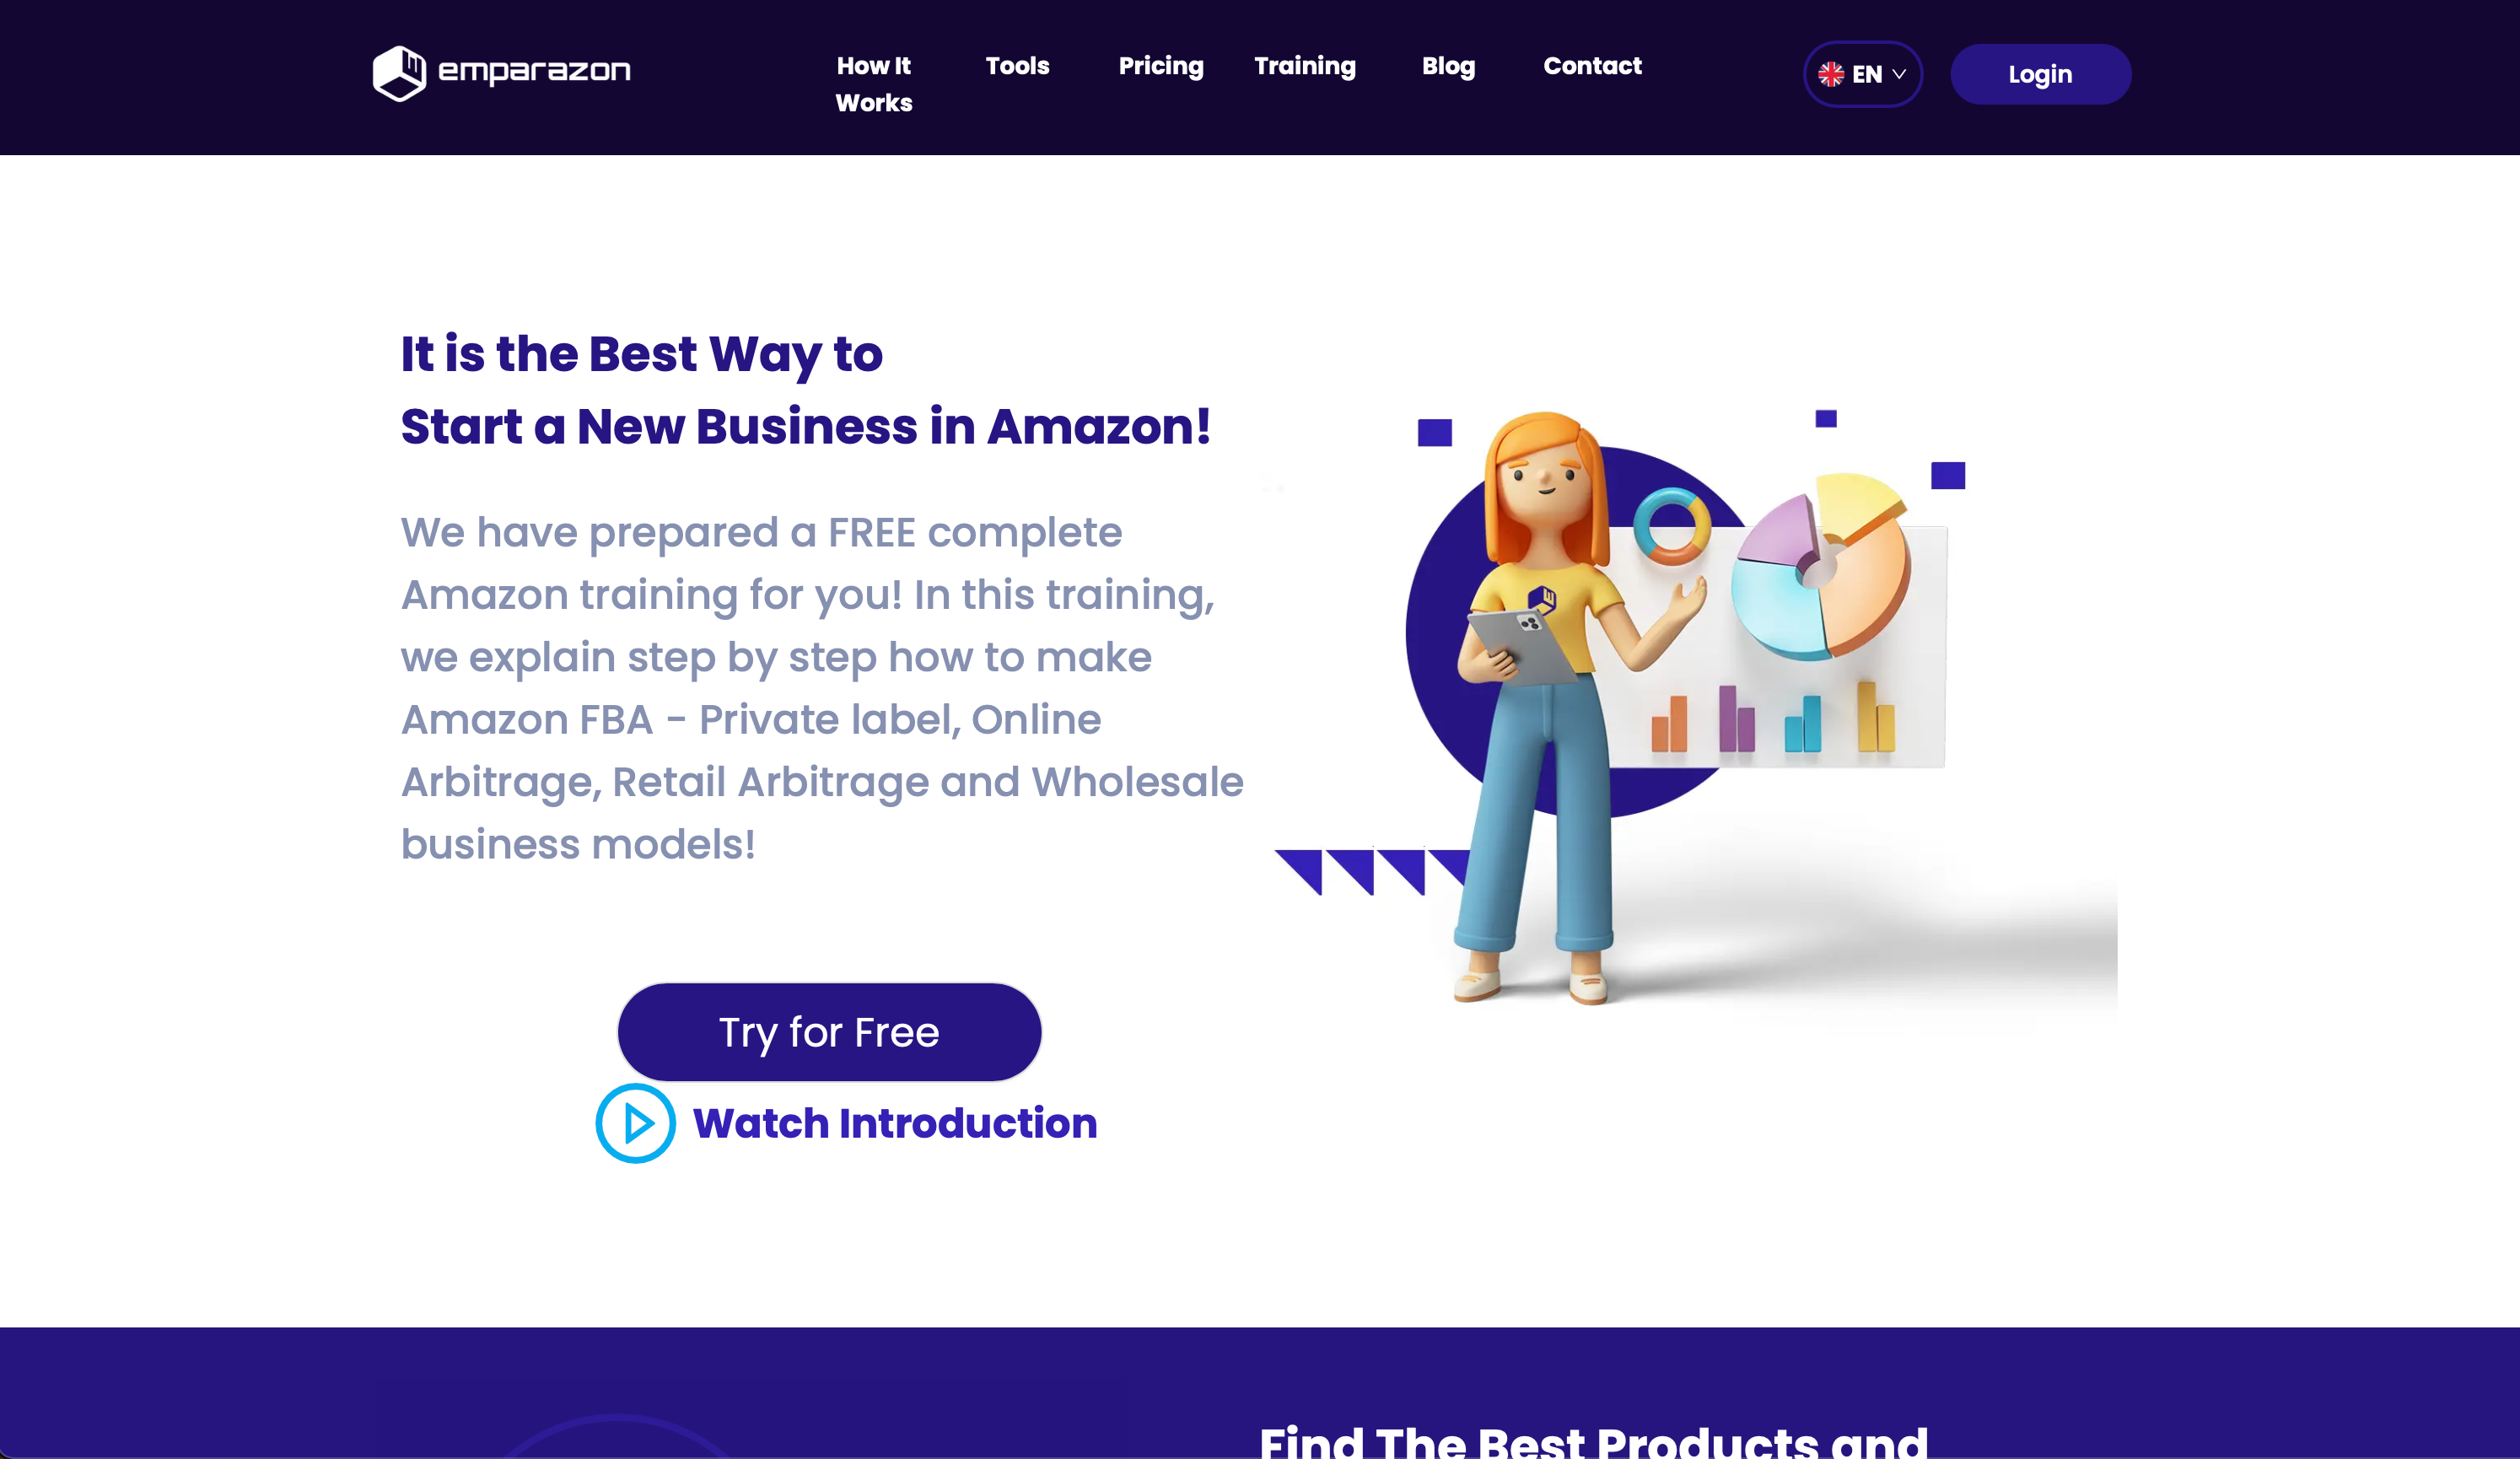 emparazon
How It
Works
Tools
Pricing
Training
Blog
Contact
EN
Login
It is the Best Way to
Start a New Business in Amazon!
We have prepared a FREE complete
Amazon training for you! In this training,
we explain step by step how to make
Amazon FBA - Private label, Online
Arbitrage, Retail Arbitrage and Wholesale
business models!
Try for Free
Watch Introduction
Find The Best Products and